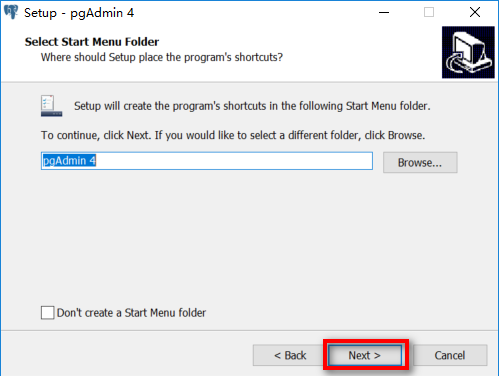 Setup - pgAdmin 4
Select Start Menu Folder
Where should Setup place the program's shortcuts?
Setup will create the program's shortcuts in the following Start Menu folder.
To continue, click Next. If you would like to select a different folder, click Browse.
pgAdmin 4
Browse...
Don't create a Start Menu folder
< Back
Next >
Cancel